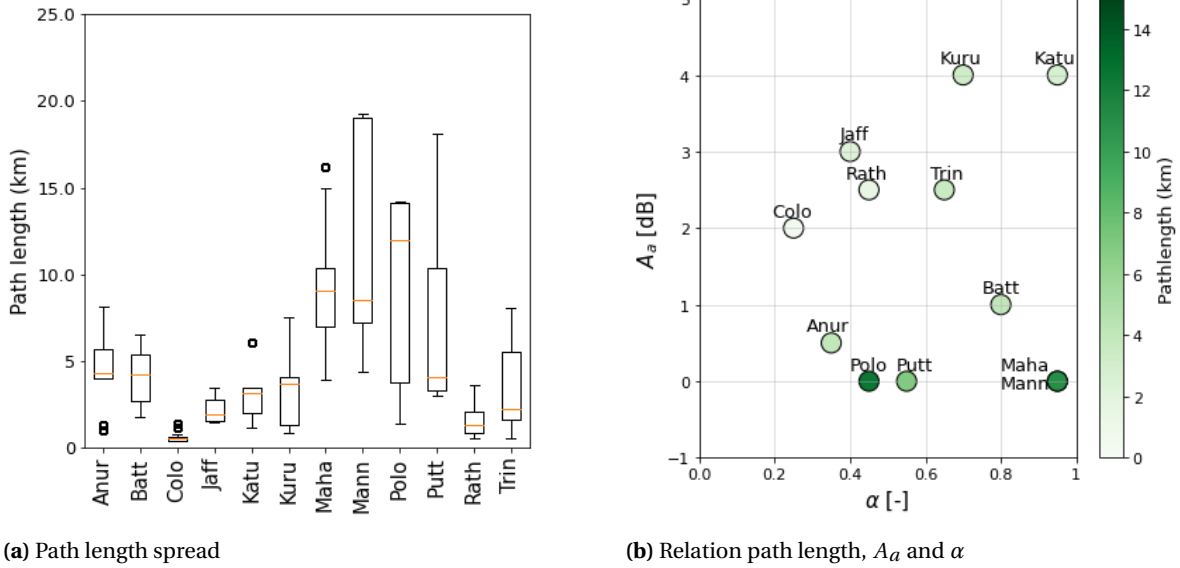 25.0
20.0
15.0
10.0
5
0
Path length (km)
Anur
Batt
Colo
Jaff
Katu
Kuru
Maha
Mann
Polo
Putt
Rath
Trin
(a) Path length spread
5
4
3
2
1
0
−1
A_a [dB]
Kuru
Katu
Jaff
Rath
Trin
Colo
Batt
Anur
Polo
Putt
Maha
Mann
0.0
0.2
0.4
0.6
0.8
1
α [-]
14
12
10
8
6
4
2
0
Pathlength (km)
(b) Relation path length, A_a and α